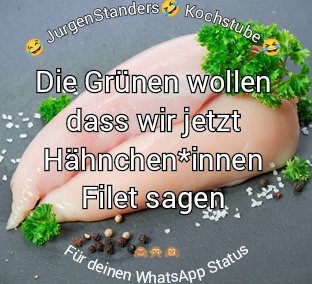 🤣 JurgenStanders🤣 Kochstube 🤣
Die Grünen wollen
dass wir jetzt
Hähnchen*innen
Filet sagen
🙈🙊🙉
Für deinen WhatsApp Status